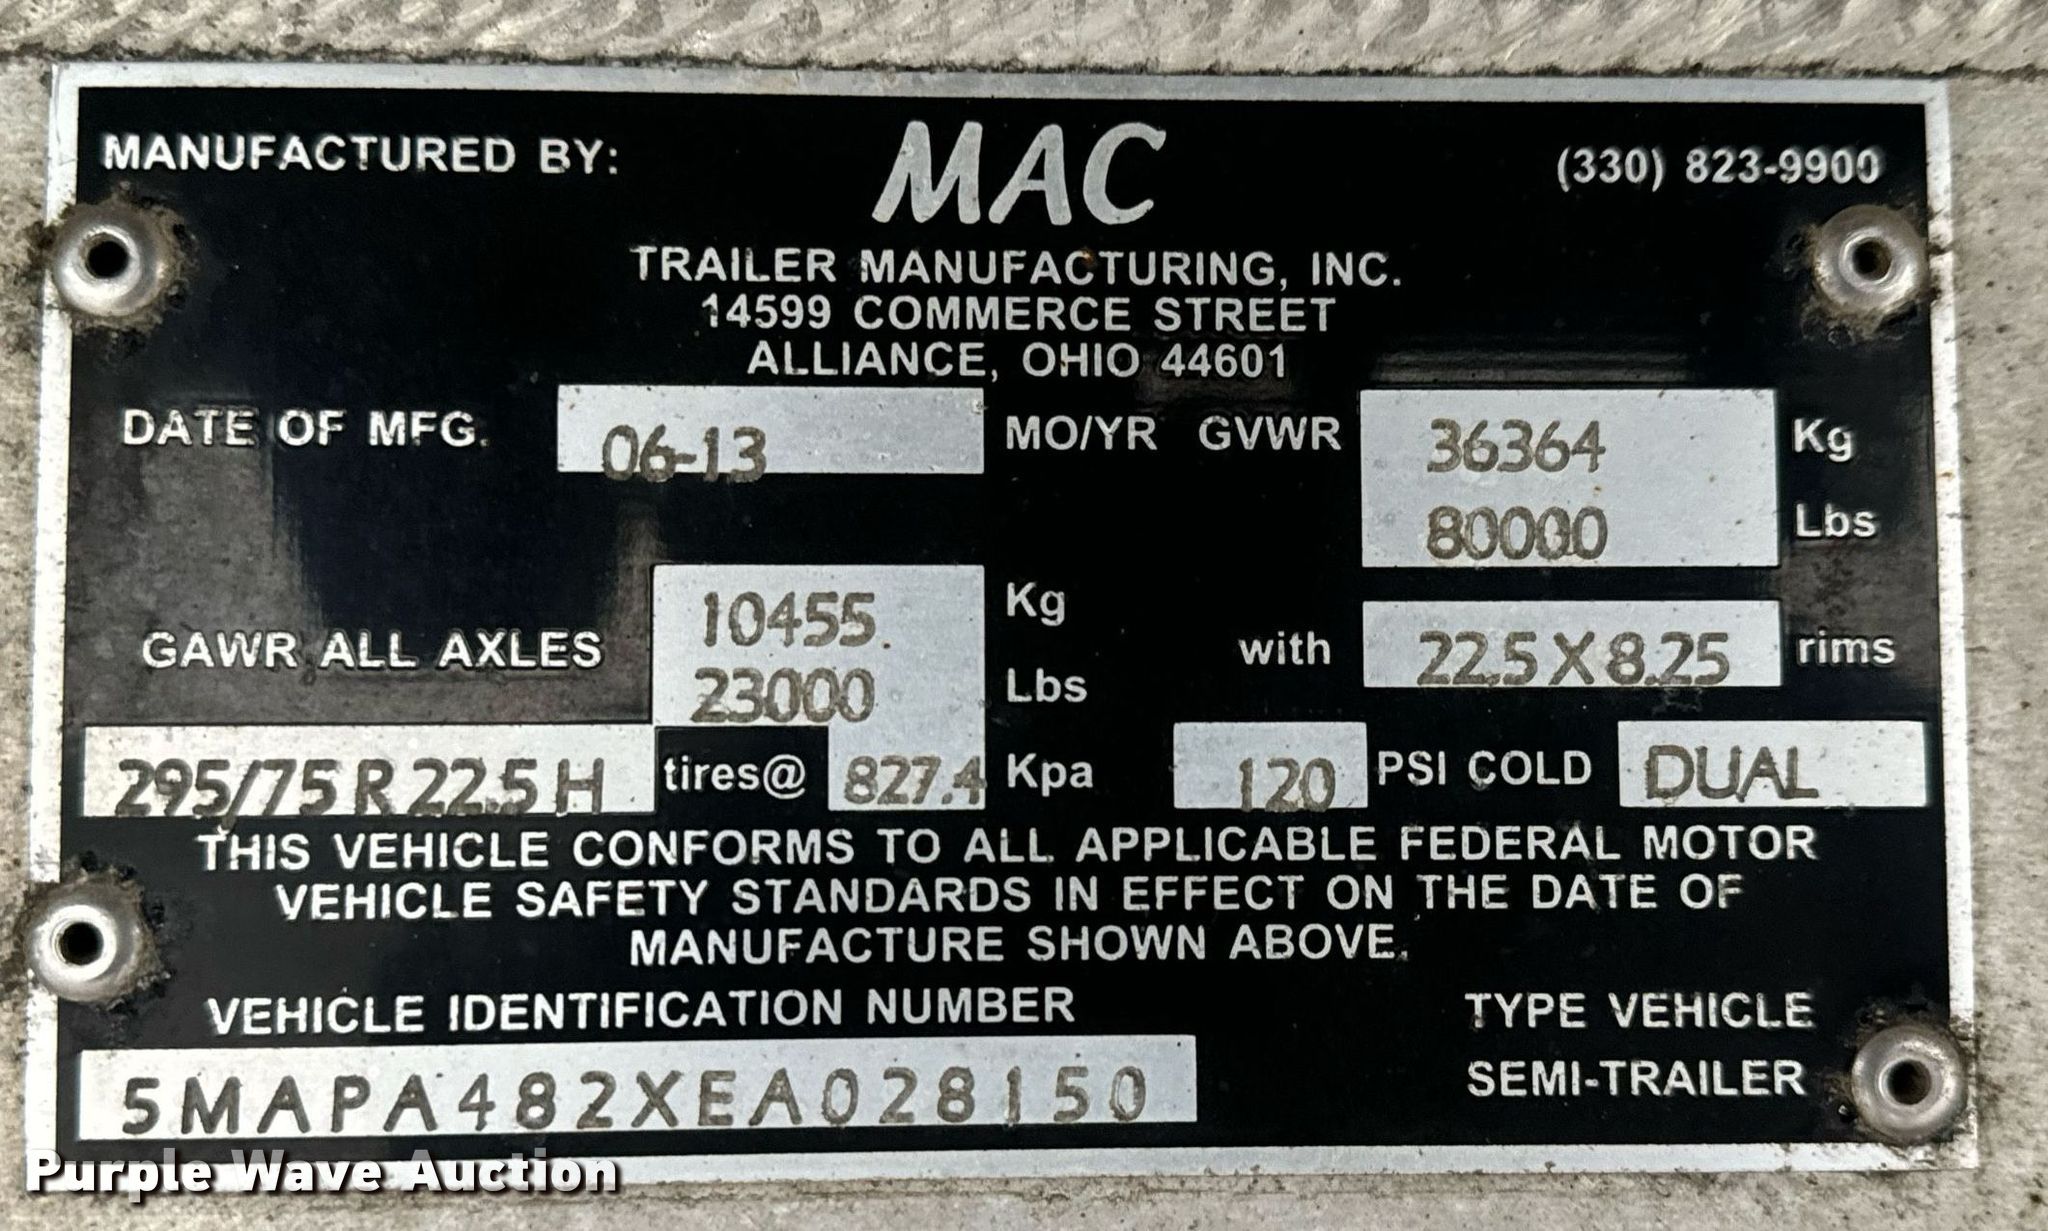 MANUFACTURED BY: MAC (330) 823-9900
TRAILER MANUFACTURING, INC.
14599 COMMERCE STREET
ALLIANCE, OHIO 44601
DATE OF MFG. 06-13 MO/YR GVWR 36364 Kg
80000 Lbs
GAWR ALL AXLES 10455 Kg
23000 Lbs
with 22.5 X 8.25 rims
295/75 R 22.5 H tires@ 827.4 Kpa 120 PSI COLD DUAL
THIS VEHICLE CONFORMS TO ALL APPLICABLE FEDERAL MOTOR
VEHICLE SAFETY STANDARDS IN EFFECT ON THE DATE OF
MANUFACTURE SHOWN ABOVE.
VEHICLE IDENTIFICATION NUMBER TYPE VEHICLE
5MAPA482XEA028150 SEMI-TRAILER
Purple Wave Auction